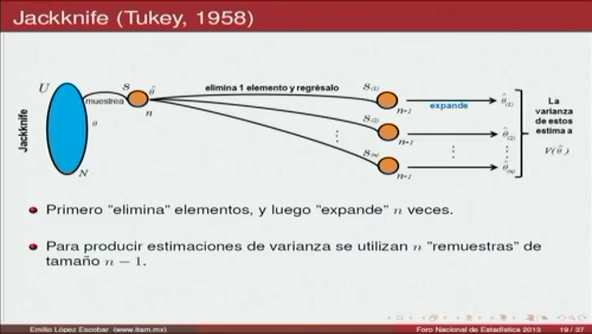 Jackknife (Tukey, 1958)
Jackknife
U
muestrea
θ
N
S
θ̂
n
elimina 1 elemento y regrésalo
S(1)
n-1
S(2)
n-1
S(n)
n-1
expande
θ̂(1)
θ̂(2)
θ̂(n)
La
varianza
de estos
estima a
V(θ̂)
Primero "elimina" elementos, y luego "expande" n veces.
Para producir estimaciones de varianza se utilizan n "remuestras" de
tamaño n − 1.
Emilio López Escobar (www.itam.mx)
Foro Nacional de Estadística 2015
19 / 37